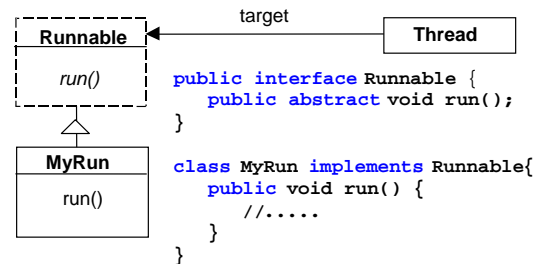 target
Runnable
Thread
run()
public interface Runnable {
public abstract void run();
}
MyRun
run()
class MyRun implements Runnable{
public void run() {
//.....
}
}